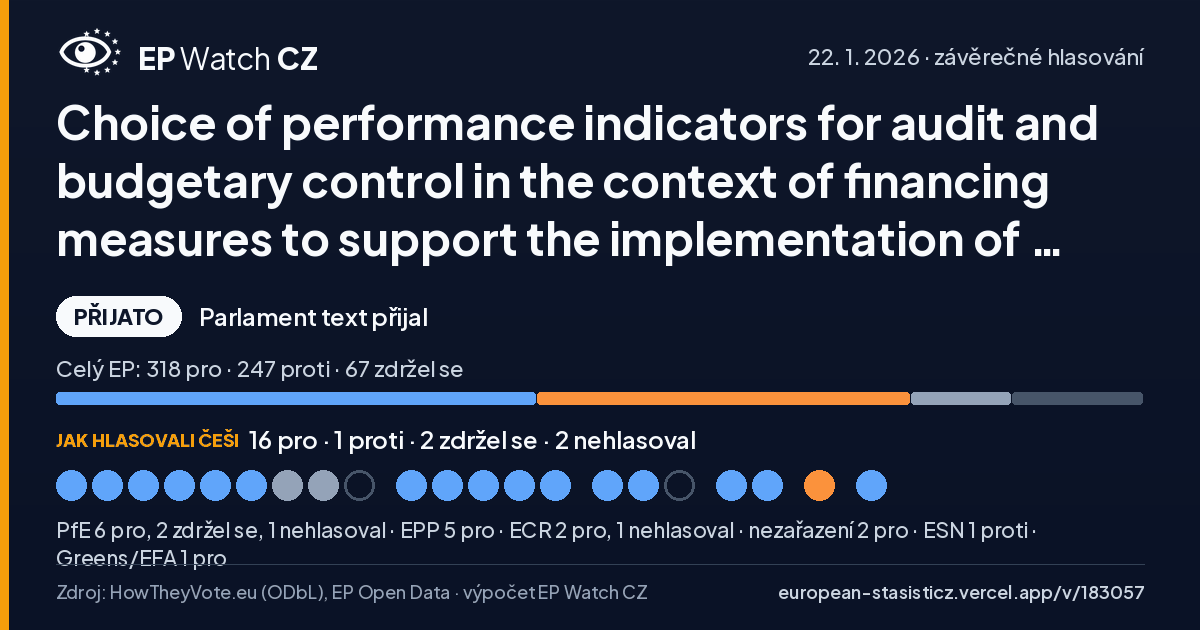 EP Watch CZ
22. 1. 2026 · závěrečné hlasování
Choice of performance indicators for audit and
budgetary control in the context of financing
measures to support the implementation of …
PŘIJATO Parlament text přijal
Celý EP: 318 pro · 247 proti · 67 zdržel se
JAK HLASOVALI ČEŠI 16 pro · 1 proti · 2 zdržel se · 2 nehlasoval
PfE 6 pro, 2 zdržel se, 1 nehlasoval · EPP 5 pro · ECR 2 pro, 1 nehlasoval · nezařazení 2 pro · ESN 1 proti ·
Greens/EFA 1 pro
Zdroj: HowTheyVote.eu (ODbL), EP Open Data · výpočet EP Watch CZ
european-stasisticz.vercel.app/v/183057